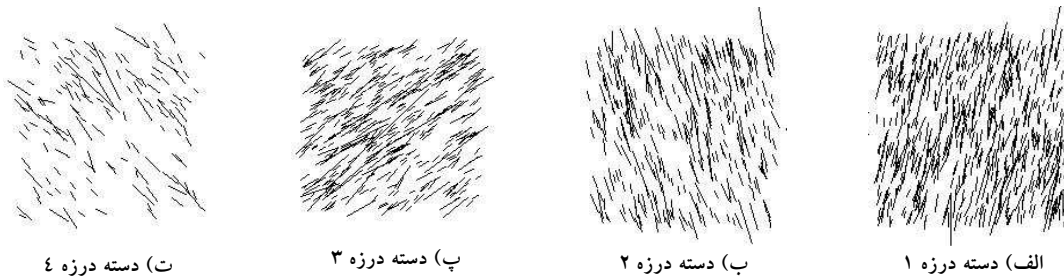 الف) دسته درزه ۱
ب) دسته درزه ۲
پ) دسته درزه ۳
ت) دسته درزه ٤